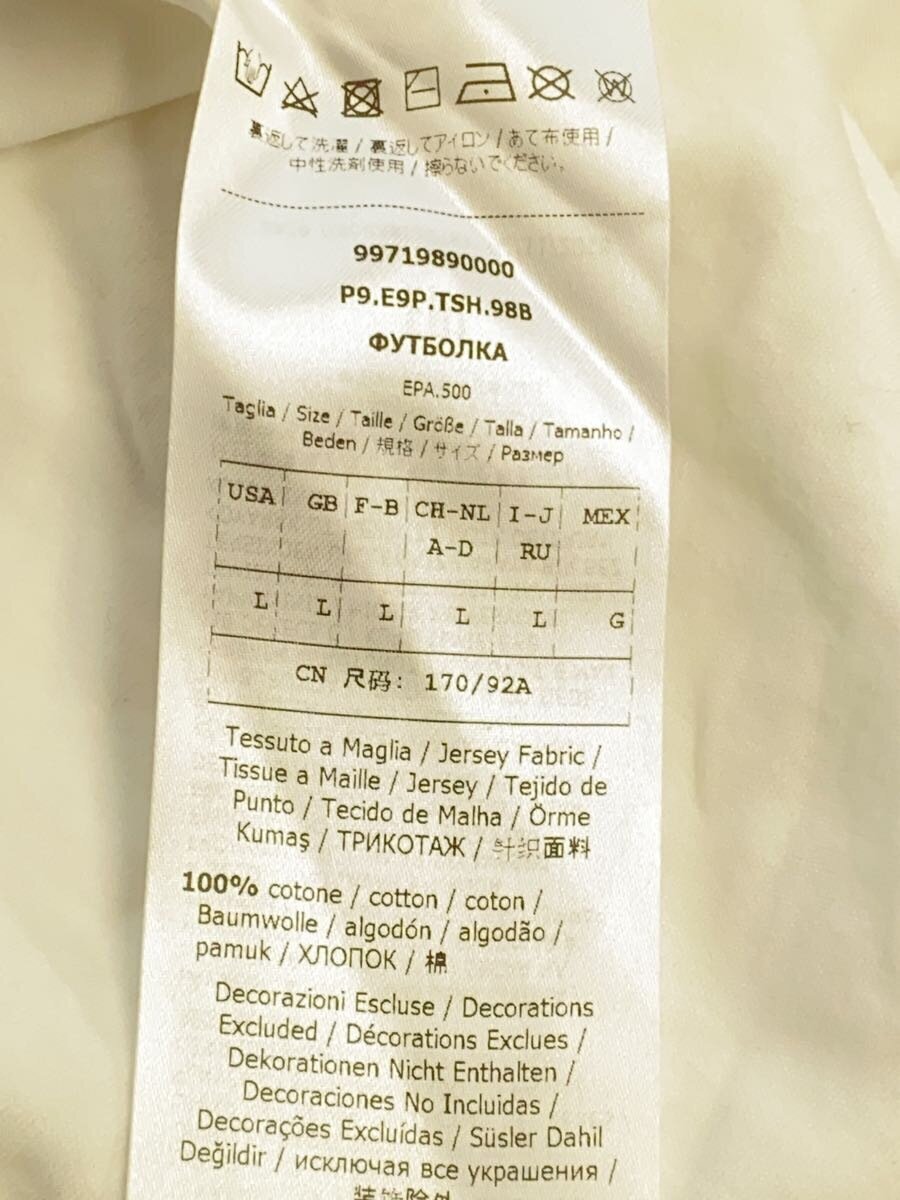 裏返して洗濯 / 裏返してアイロン / あて布使用 /
中性洗剤使用 / 擦らないでください。
99719890000
P9.E9P.TSH.98B
ФУТБОЛКА
EPA.500
Taglia / Size / Taille / Größe / Talla / Tamanho /
Beden / 規格 / サイズ / Размер
USA GB F-B CH-NL I-J MEX
A-D RU
L L L L L G
CN 尺码: 170/92A
Tessuto a Maglia / Jersey Fabric /
Tissue a Maille / Jersey / Tejido de
Punto / Tecido de Malha / Örme
Kumaş / ТРИКОТАЖ / 针织面料
100% cotone / cotton / coton /
Baumwolle / algodón / algodão /
pamuk / ХЛОПОК / 棉
Decorazioni Escluse / Decorations
Excluded / Décorations Exclues /
Dekorationen Nicht Enthalten /
Decoraciones No Incluidas /
Decorações Excluídas / Süsler Dahil
Değildir / исключая все украшения /
装饰除外